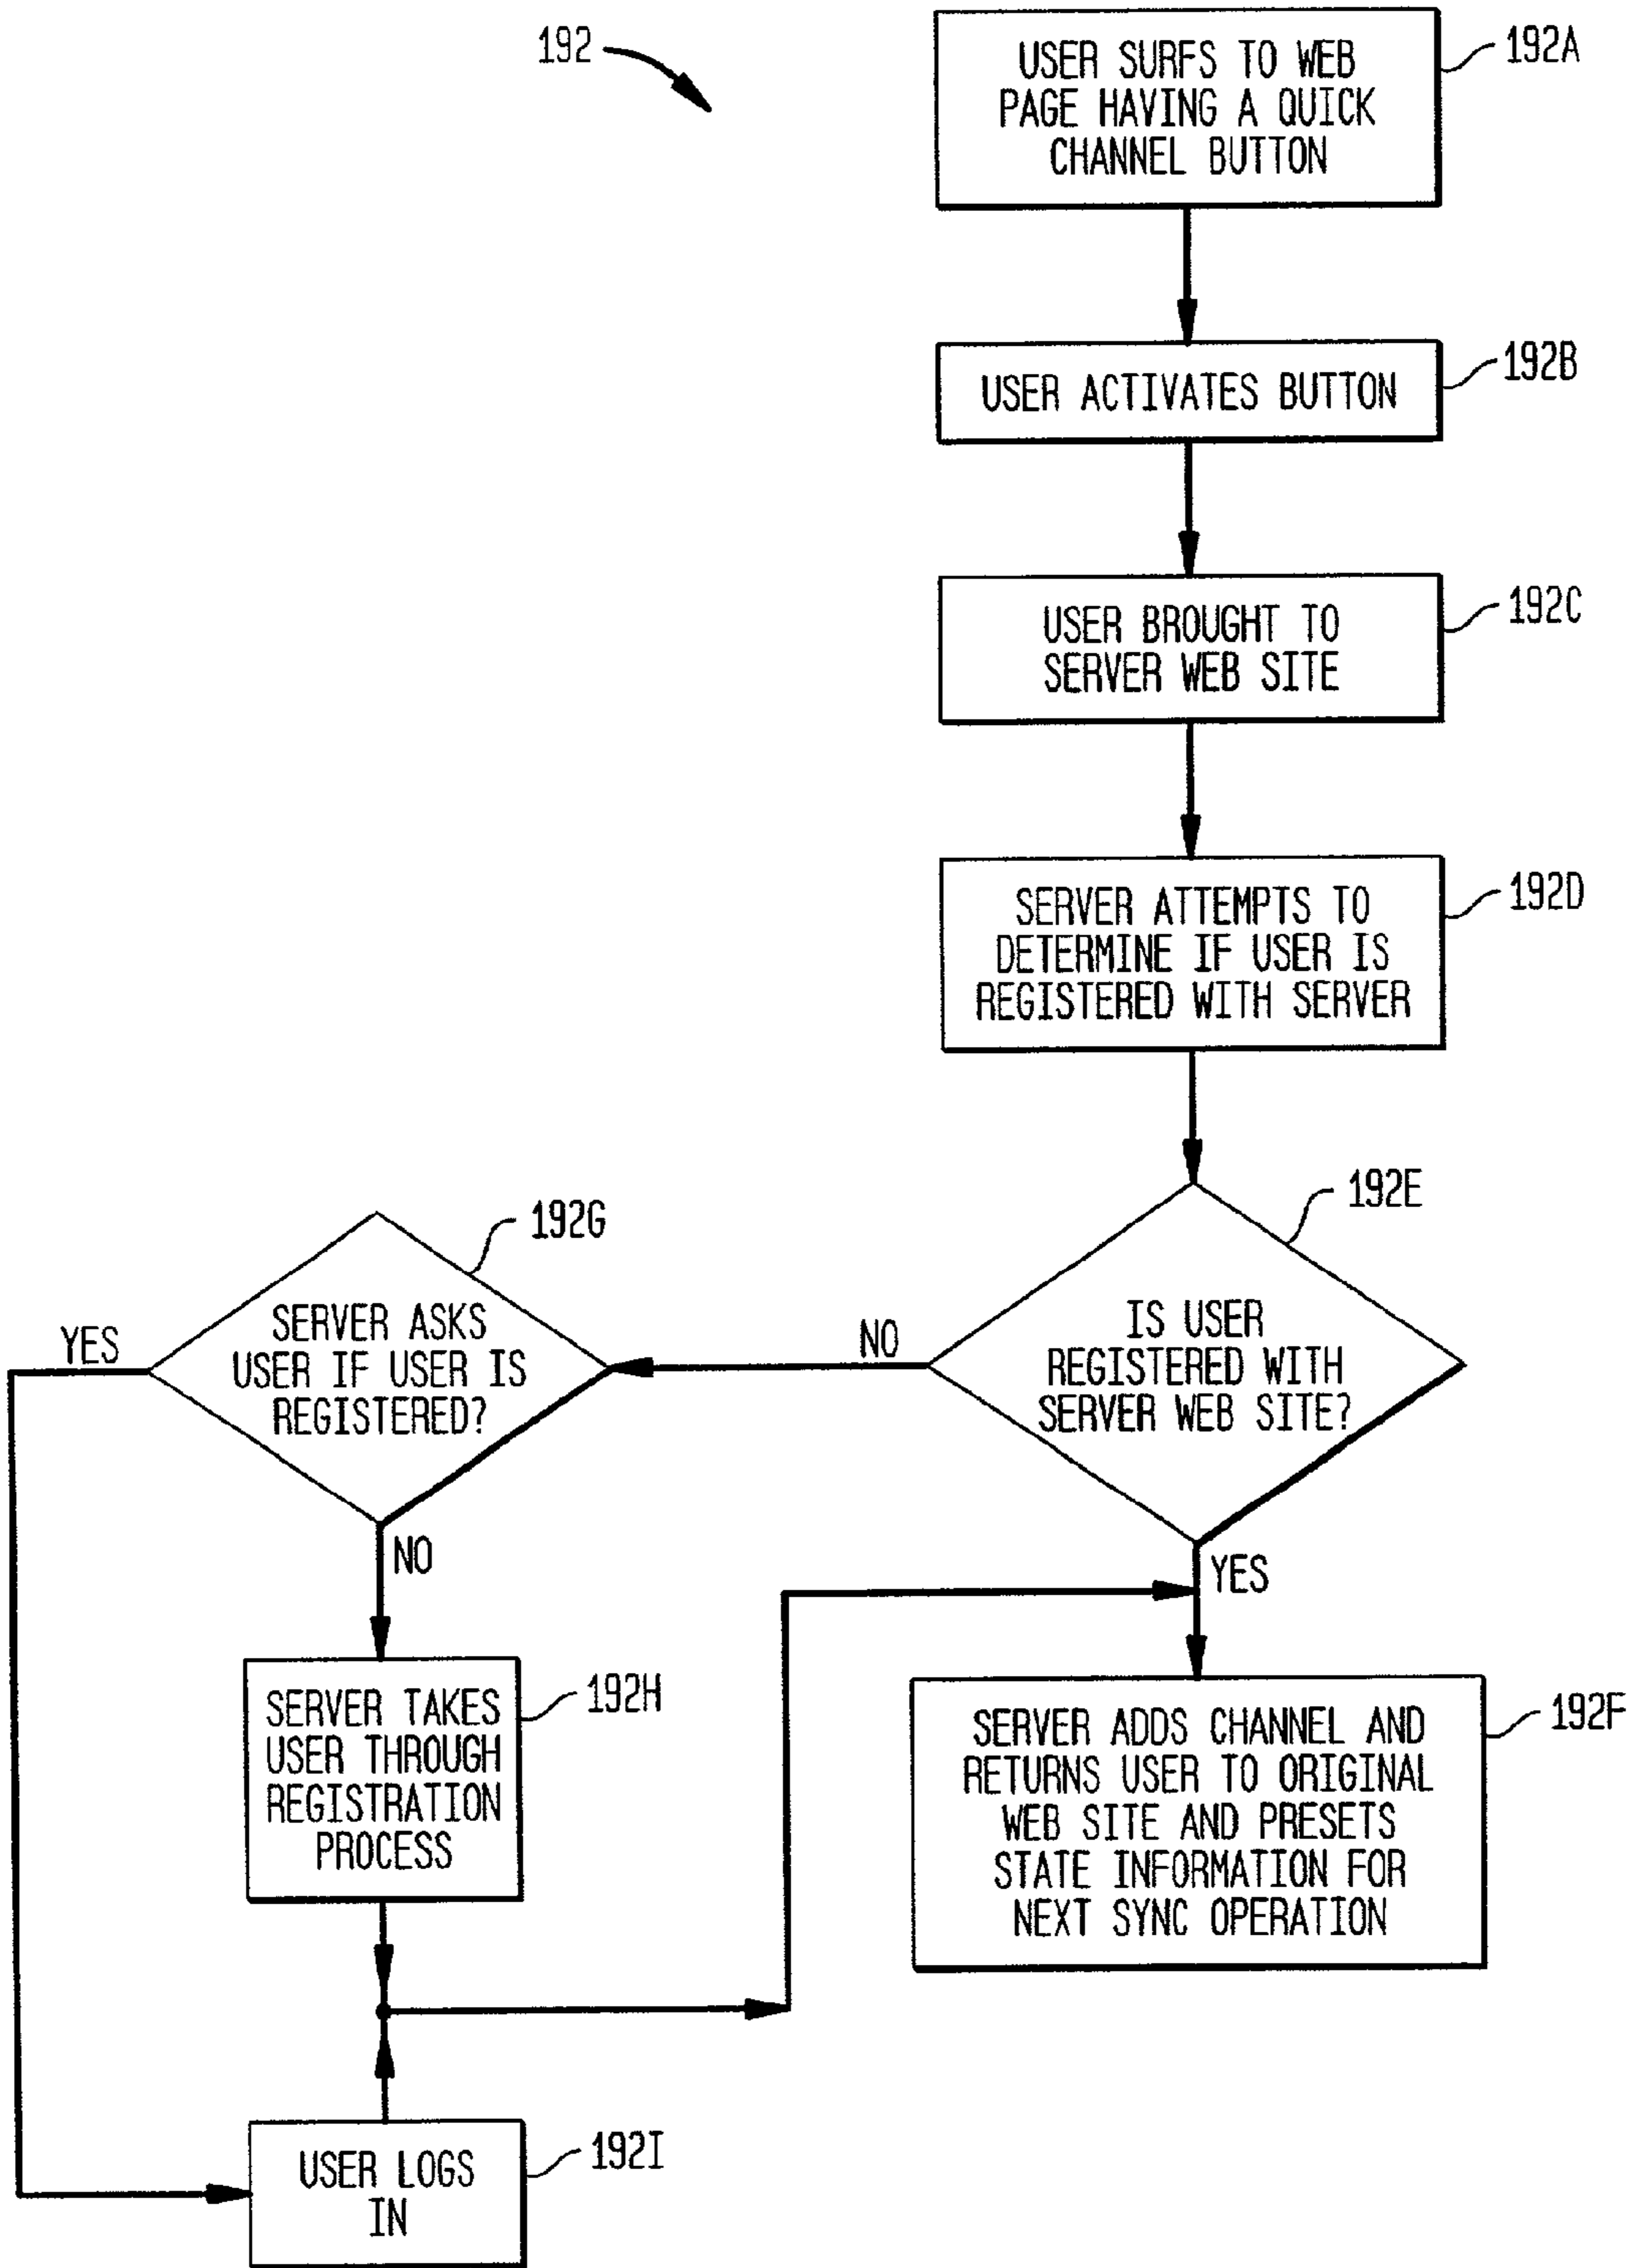 192
USER SURFS TO WEB
PAGE HAVING A QUICK
CHANNEL BUTTON
192A
USER ACTIVATES BUTTON
192B
USER BROUGHT TO
SERVER WEB SITE
192C
SERVER ATTEMPTS TO
DETERMINE IF USER IS
REGISTERED WITH SERVER
192D
IS USER
REGISTERED WITH
SERVER WEB SITE?
192E
NO
YES
SERVER ASKS
USER IF USER IS
REGISTERED?
192G
YES
NO
SERVER TAKES
USER THROUGH
REGISTRATION
PROCESS
192H
SERVER ADDS CHANNEL AND
RETURNS USER TO ORIGINAL
WEB SITE AND PRESETS
STATE INFORMATION FOR
NEXT SYNC OPERATION
192F
USER LOGS
IN
192I